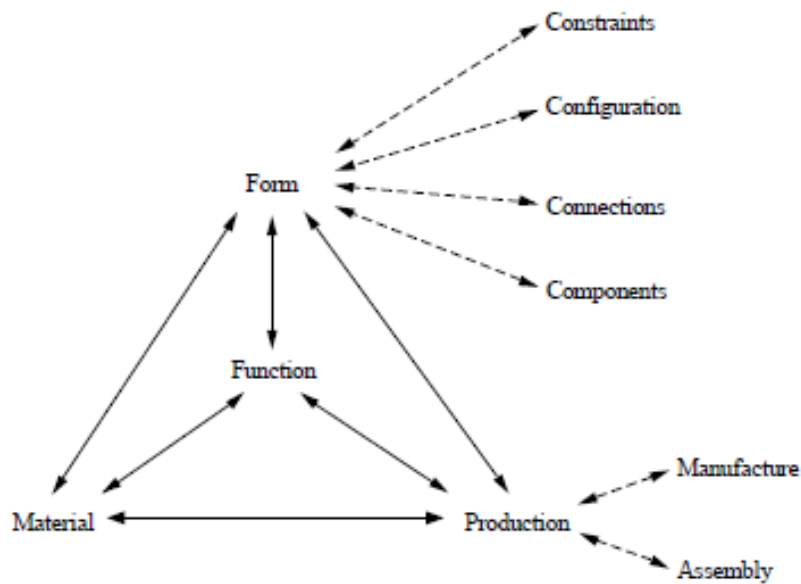 Constraints
Configuration
Form
Connections
Components
Function
Manufacture
Material
Production
Assembly